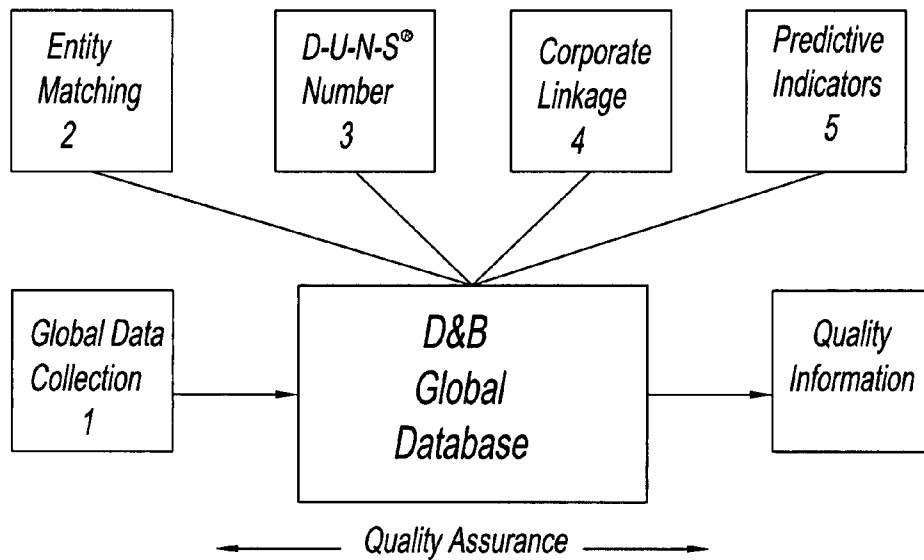 Entity
Matching
2
D-U-N-S®
Number
3
Corporate
Linkage
4
Predictive
Indicators
5
Global Data
Collection
1
D&B
Global
Database
Quality
Information
Quality Assurance